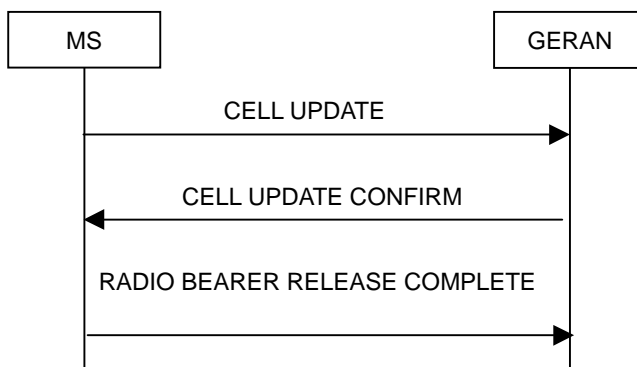 MS
GERAN
CELL UPDATE
CELL UPDATE CONFIRM
RADIO BEARER RELEASE COMPLETE